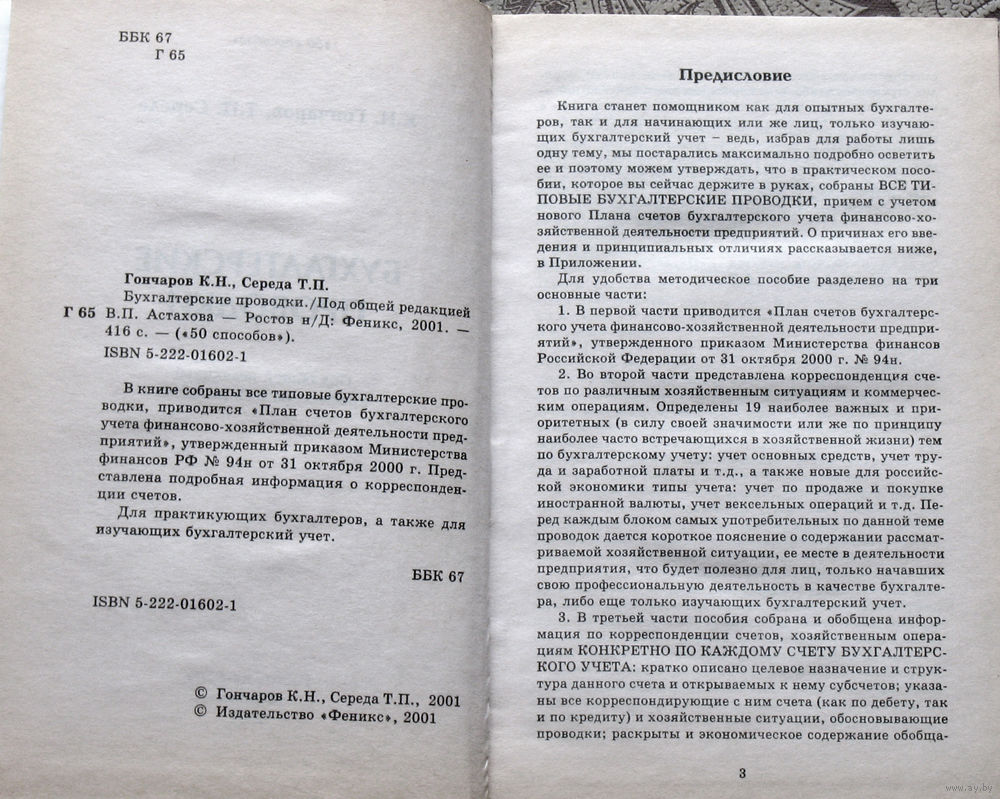 ББК 67
Г 65
Гончаров К.Н., Середа Т.П.
Бухгалтерские проводки./Под общей редакцией
Г 65 В.П. Астахова — Ростов н/Д: Феникс, 2001. —
416 с. — («50 способов»).
ISBN 5-222-01602-1
В книге собраны все типовые бухгалтерские про-
водки, приводится «План счетов бухгалтерского
учета финансово-хозяйственной деятельности пред-
приятий», утвержденный приказом Министерства
финансов РФ № 94н от 31 октября 2000 г. Пред-
ставлена подробная информация о корреспонден-
ции счетов.
Для практикующих бухгалтеров, а также для
изучающих бухгалтерский учет.
ББК 67
ISBN 5-222-01602-1
© Гончаров К.Н., Середа Т.П., 2001
© Издательство «Феникс», 2001
Предисловие
Книга станет помощником как для опытных бухгалте-
ров, так и для начинающих или же лиц, только изучаю-
щих бухгалтерский учет – ведь, избрав для работы лишь
одну тему, мы постарались максимально подробно осветить
ее и поэтому можем утверждать, что в практическом посо-
бии, которое вы сейчас держите в руках, собраны ВСЕ ТИ-
ПОВЫЕ БУХГАЛТЕРСКИЕ ПРОВОДКИ, причем с учетом
нового Плана счетов бухгалтерского учета финансово-хо-
зяйственной деятельности предприятий. О причинах его вве-
дения и принципиальных отличиях рассказывается ниже,
в Приложении.
Для удобства методическое пособие разделено на три
основные части:
1. В первой части приводится «План счетов бухгалтерс-
кого учета финансово-хозяйственной деятельности предпри-
ятий», утвержденного приказом Министерства финансов
Российской Федерации от 31 октября 2000 г. № 94н.
2. Во второй части представлена корреспонденция сче-
тов по различным хозяйственным ситуациям и коммерчес-
ким операциям. Определены 19 наиболее важных и при-
оритетных (в силу своей значимости или же по принципу
наиболее часто встречающихся в хозяйственной жизни) тем
по бухгалтерскому учету: учет основных средств, учет тру-
да и заработной платы и т.д., а также новые для российс-
кой экономики типы учета: учет по продаже и покупке
иностранной валюты, учет вексельных операций и т.д. Пе-
ред каждым блоком самых употребительных по данной теме
проводок дается короткое пояснение о содержании рассмат-
риваемой хозяйственной ситуации, ее месте в деятельности
предприятия, что будет полезно для лиц, только начавших
свою профессиональную деятельность в качестве бухгалте-
ра, либо еще только изучающих бухгалтерский учет.
3. В третьей части пособия собрана и обобщена инфор-
мация по корреспонденции счетов, хозяйственным опера-
циям КОНКРЕТНО ПО КАЖДОМУ СЧЕТУ БУХГАЛТЕРС-
КОГО УЧЕТА: кратко описано целевое назначение и структу-
ра данного счета и открываемых к нему субсчетов; указа-
ны все корреспондирующие с ним счета (как по дебету, так
и по кредиту) и хозяйственные ситуации, обосновывающие
проводки; раскрыты и экономическое содержание обобща-
3
www.ay.by